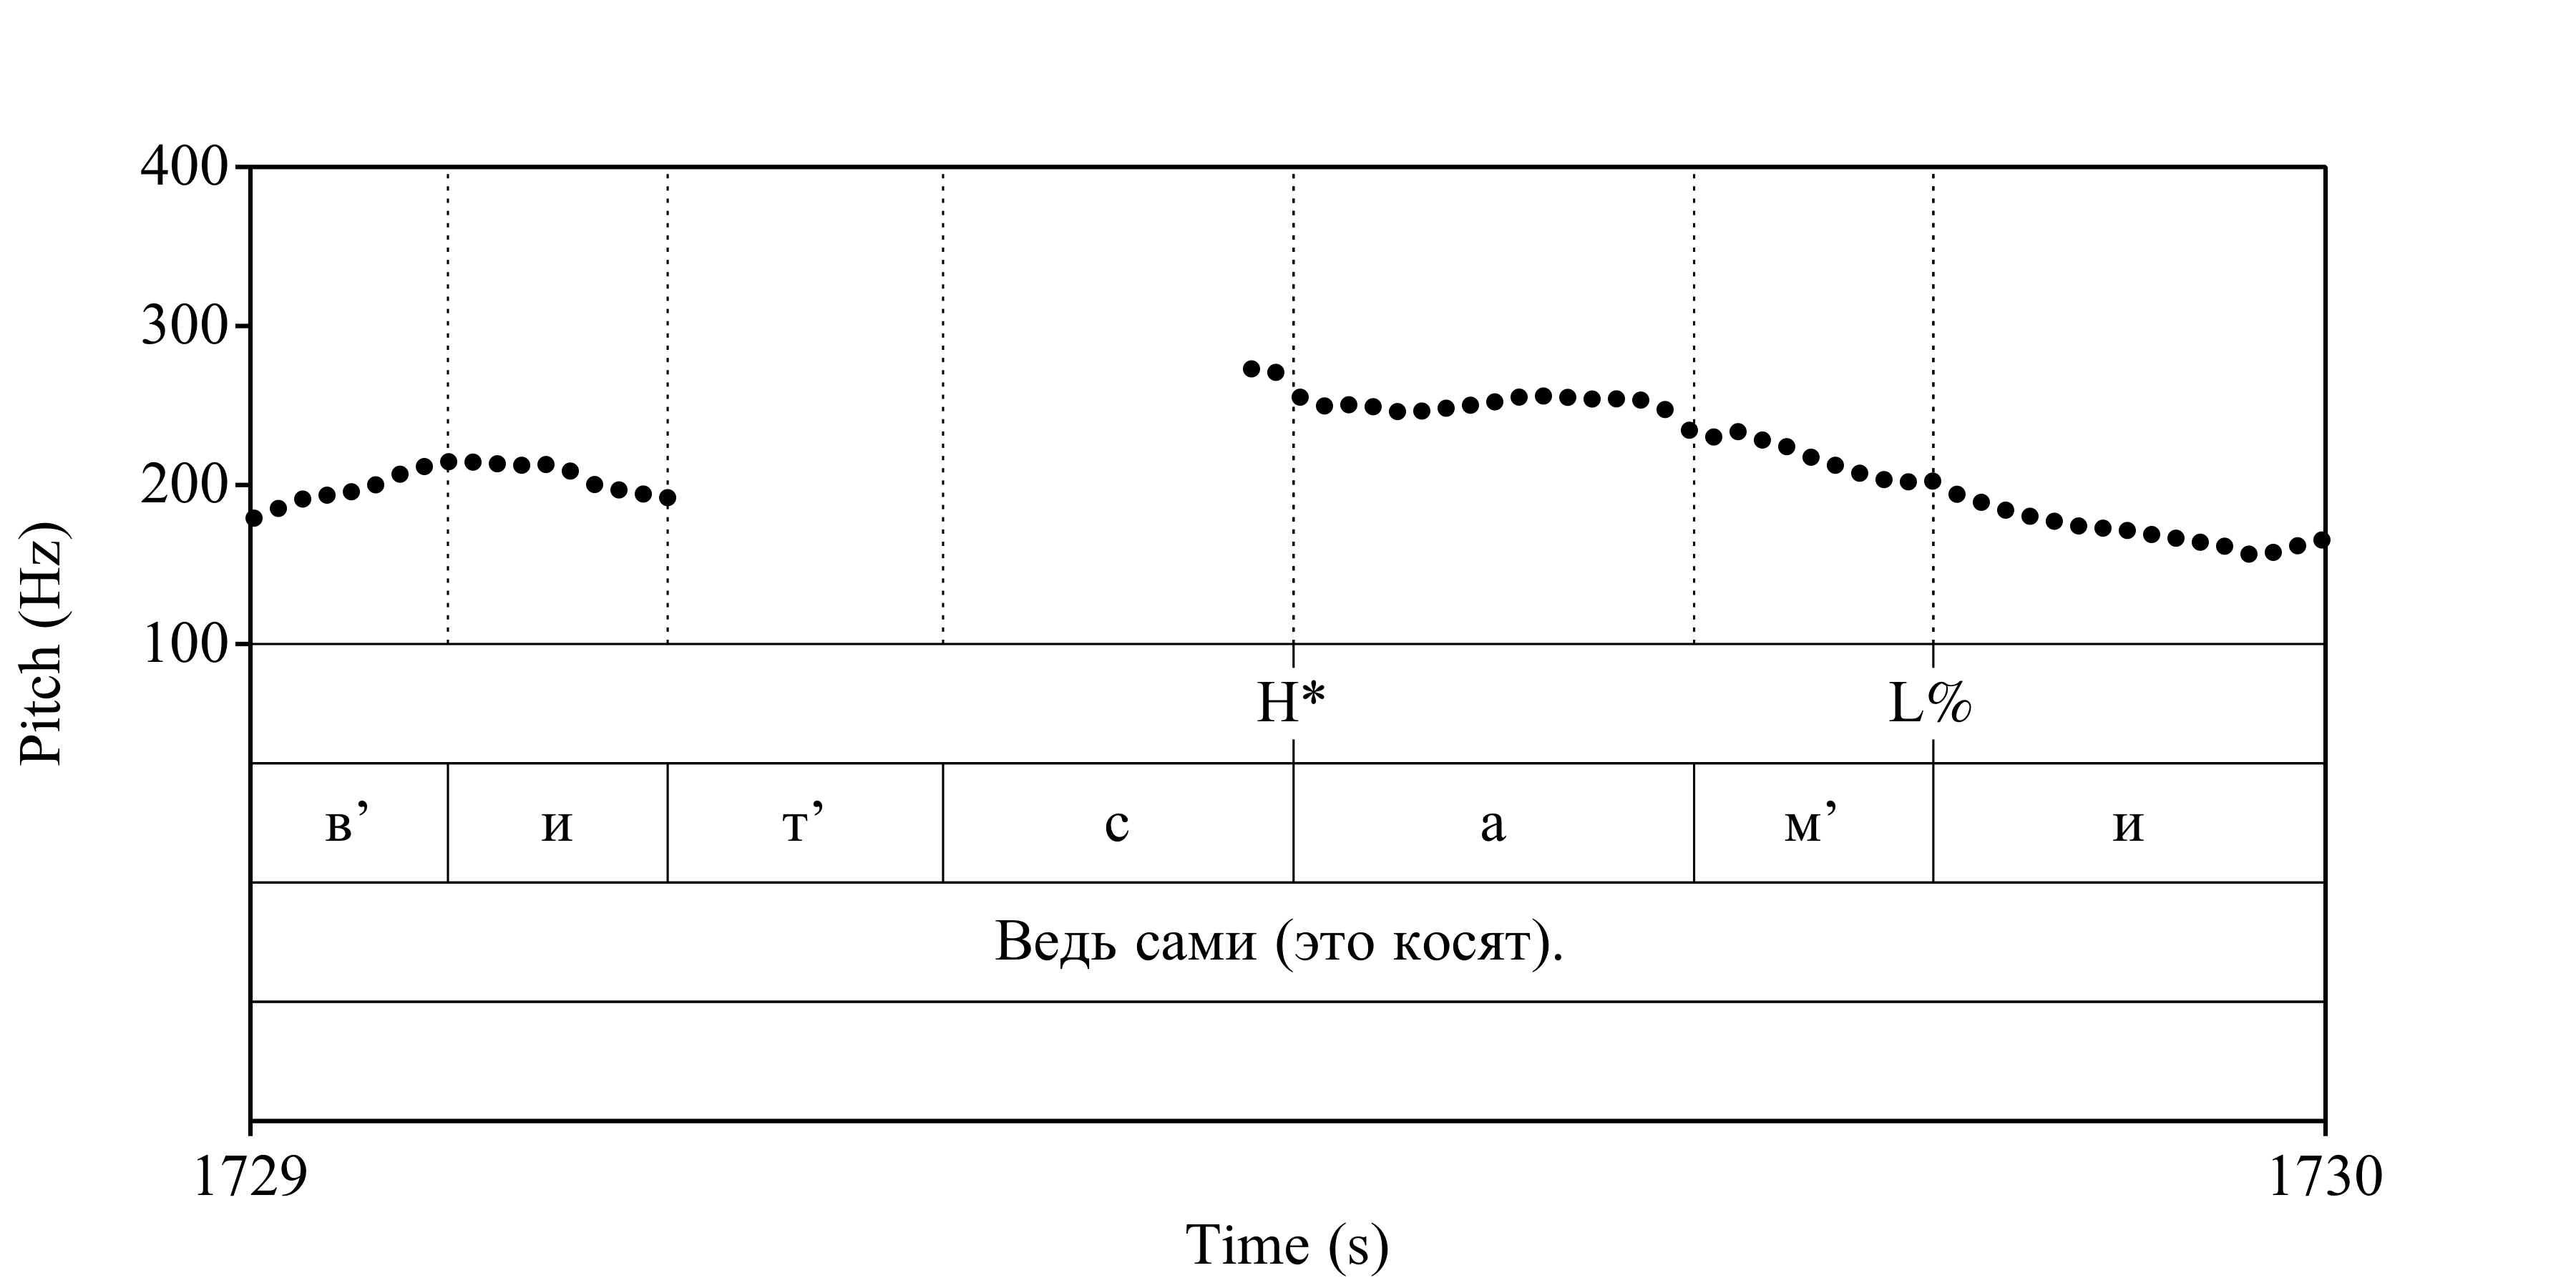 400
300
200
100
Pitch (Hz)
H* L%
в’ и т’ с а м’ и
Ведь сами (это косят).
1729 1730
Time (s)